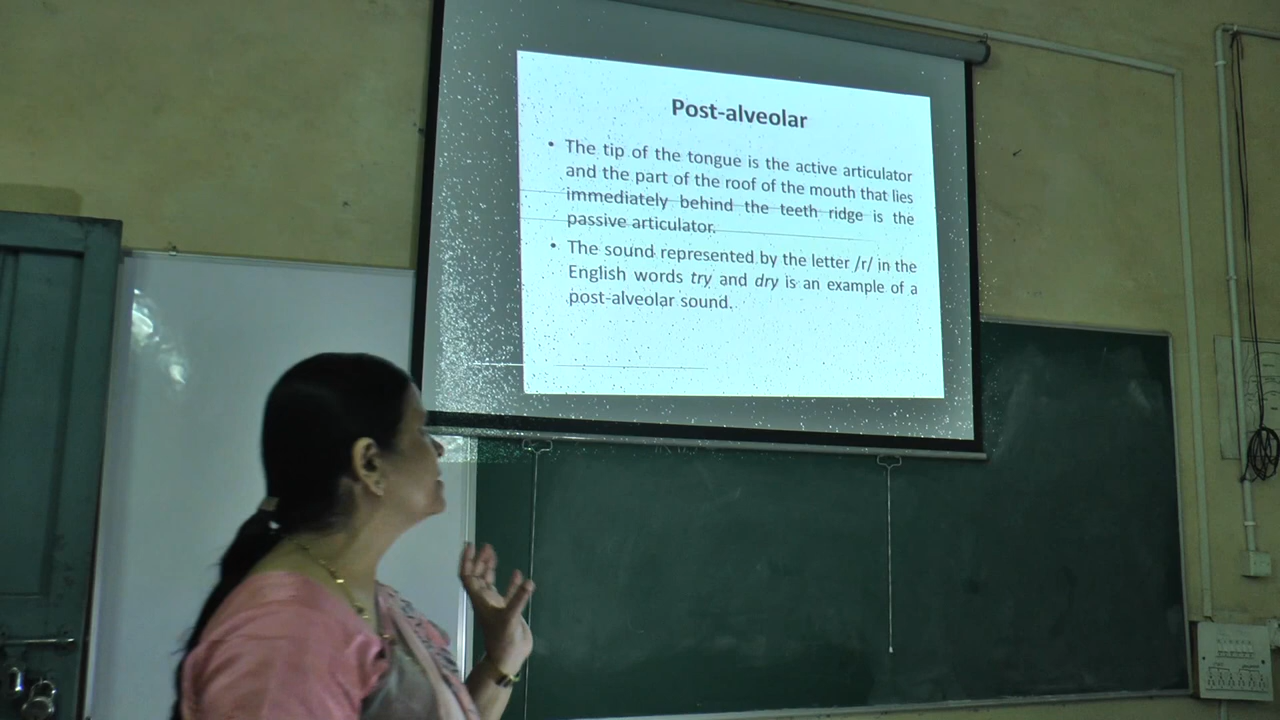 Post-alveolar
• The tip of the tongue is the active articulator
and the part of the roof of the mouth that lies
immediately behind the teeth ridge is the
passive articulator.
• The sound represented by the letter /r/ in the
English words try and dry is an example of a
post-alveolar sound.